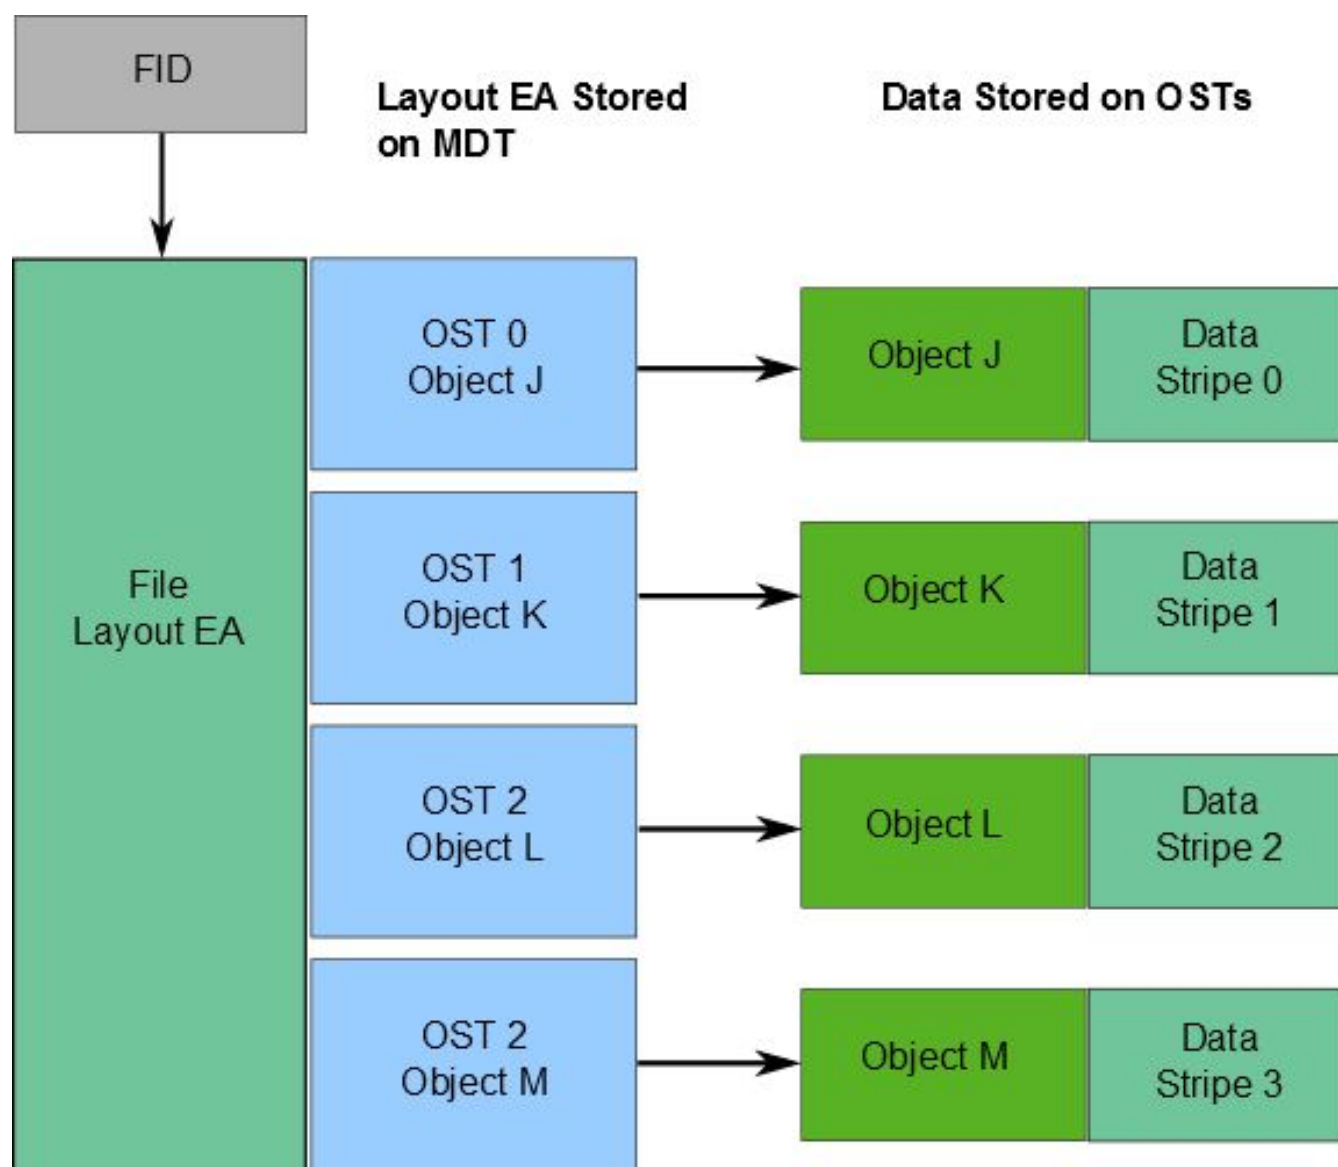 FID
Layout EA Stored
on MDT
Data Stored on OSTs
File
Layout EA
OST 0
Object J
Object J
Data
Stripe 0
OST 1
Object K
Object K
Data
Stripe 1
OST 2
Object L
Object L
Data
Stripe 2
OST 2
Object M
Object M
Data
Stripe 3